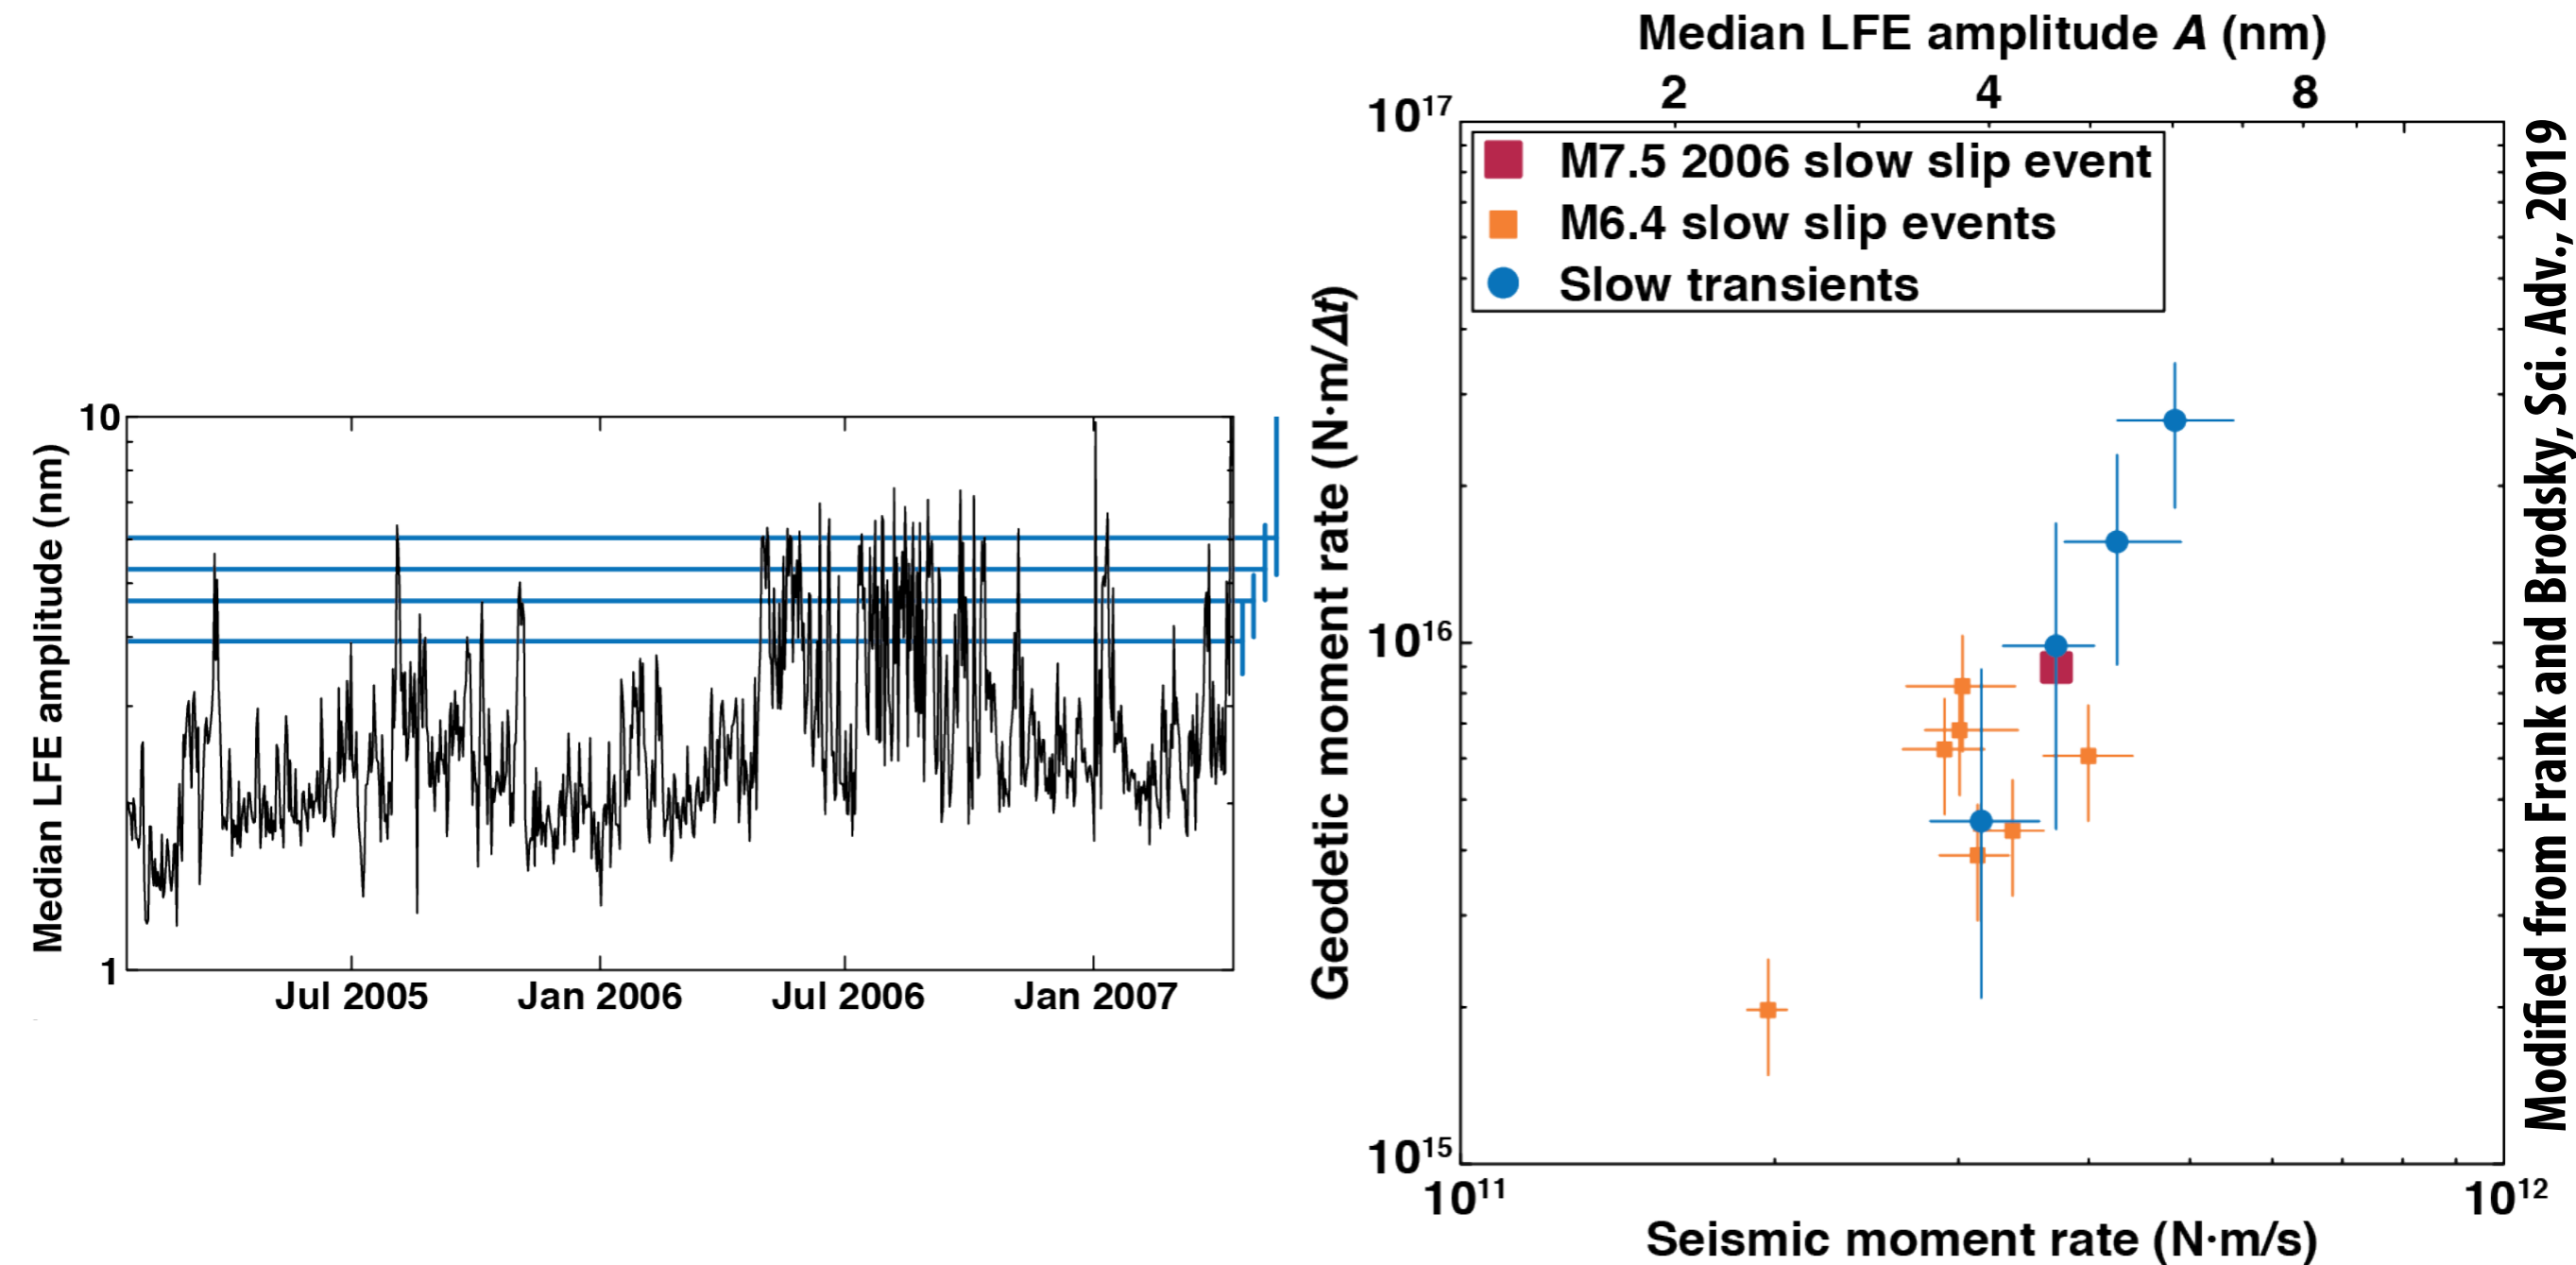 10
1
Median LFE amplitude (nm)
Jul 2005
Jan 2006
Jul 2006
Jan 2007
Median LFE amplitude A (nm)
2
4
8
10¹⁷
10¹⁶
10¹⁵
Geodetic moment rate (N·m/Δt)
M7.5 2006 slow slip event
M6.4 slow slip events
Slow transients
10¹¹
10¹²
Seismic moment rate (N·m/s)
Modified from Frank and Brodsky, Sci. Adv., 2019